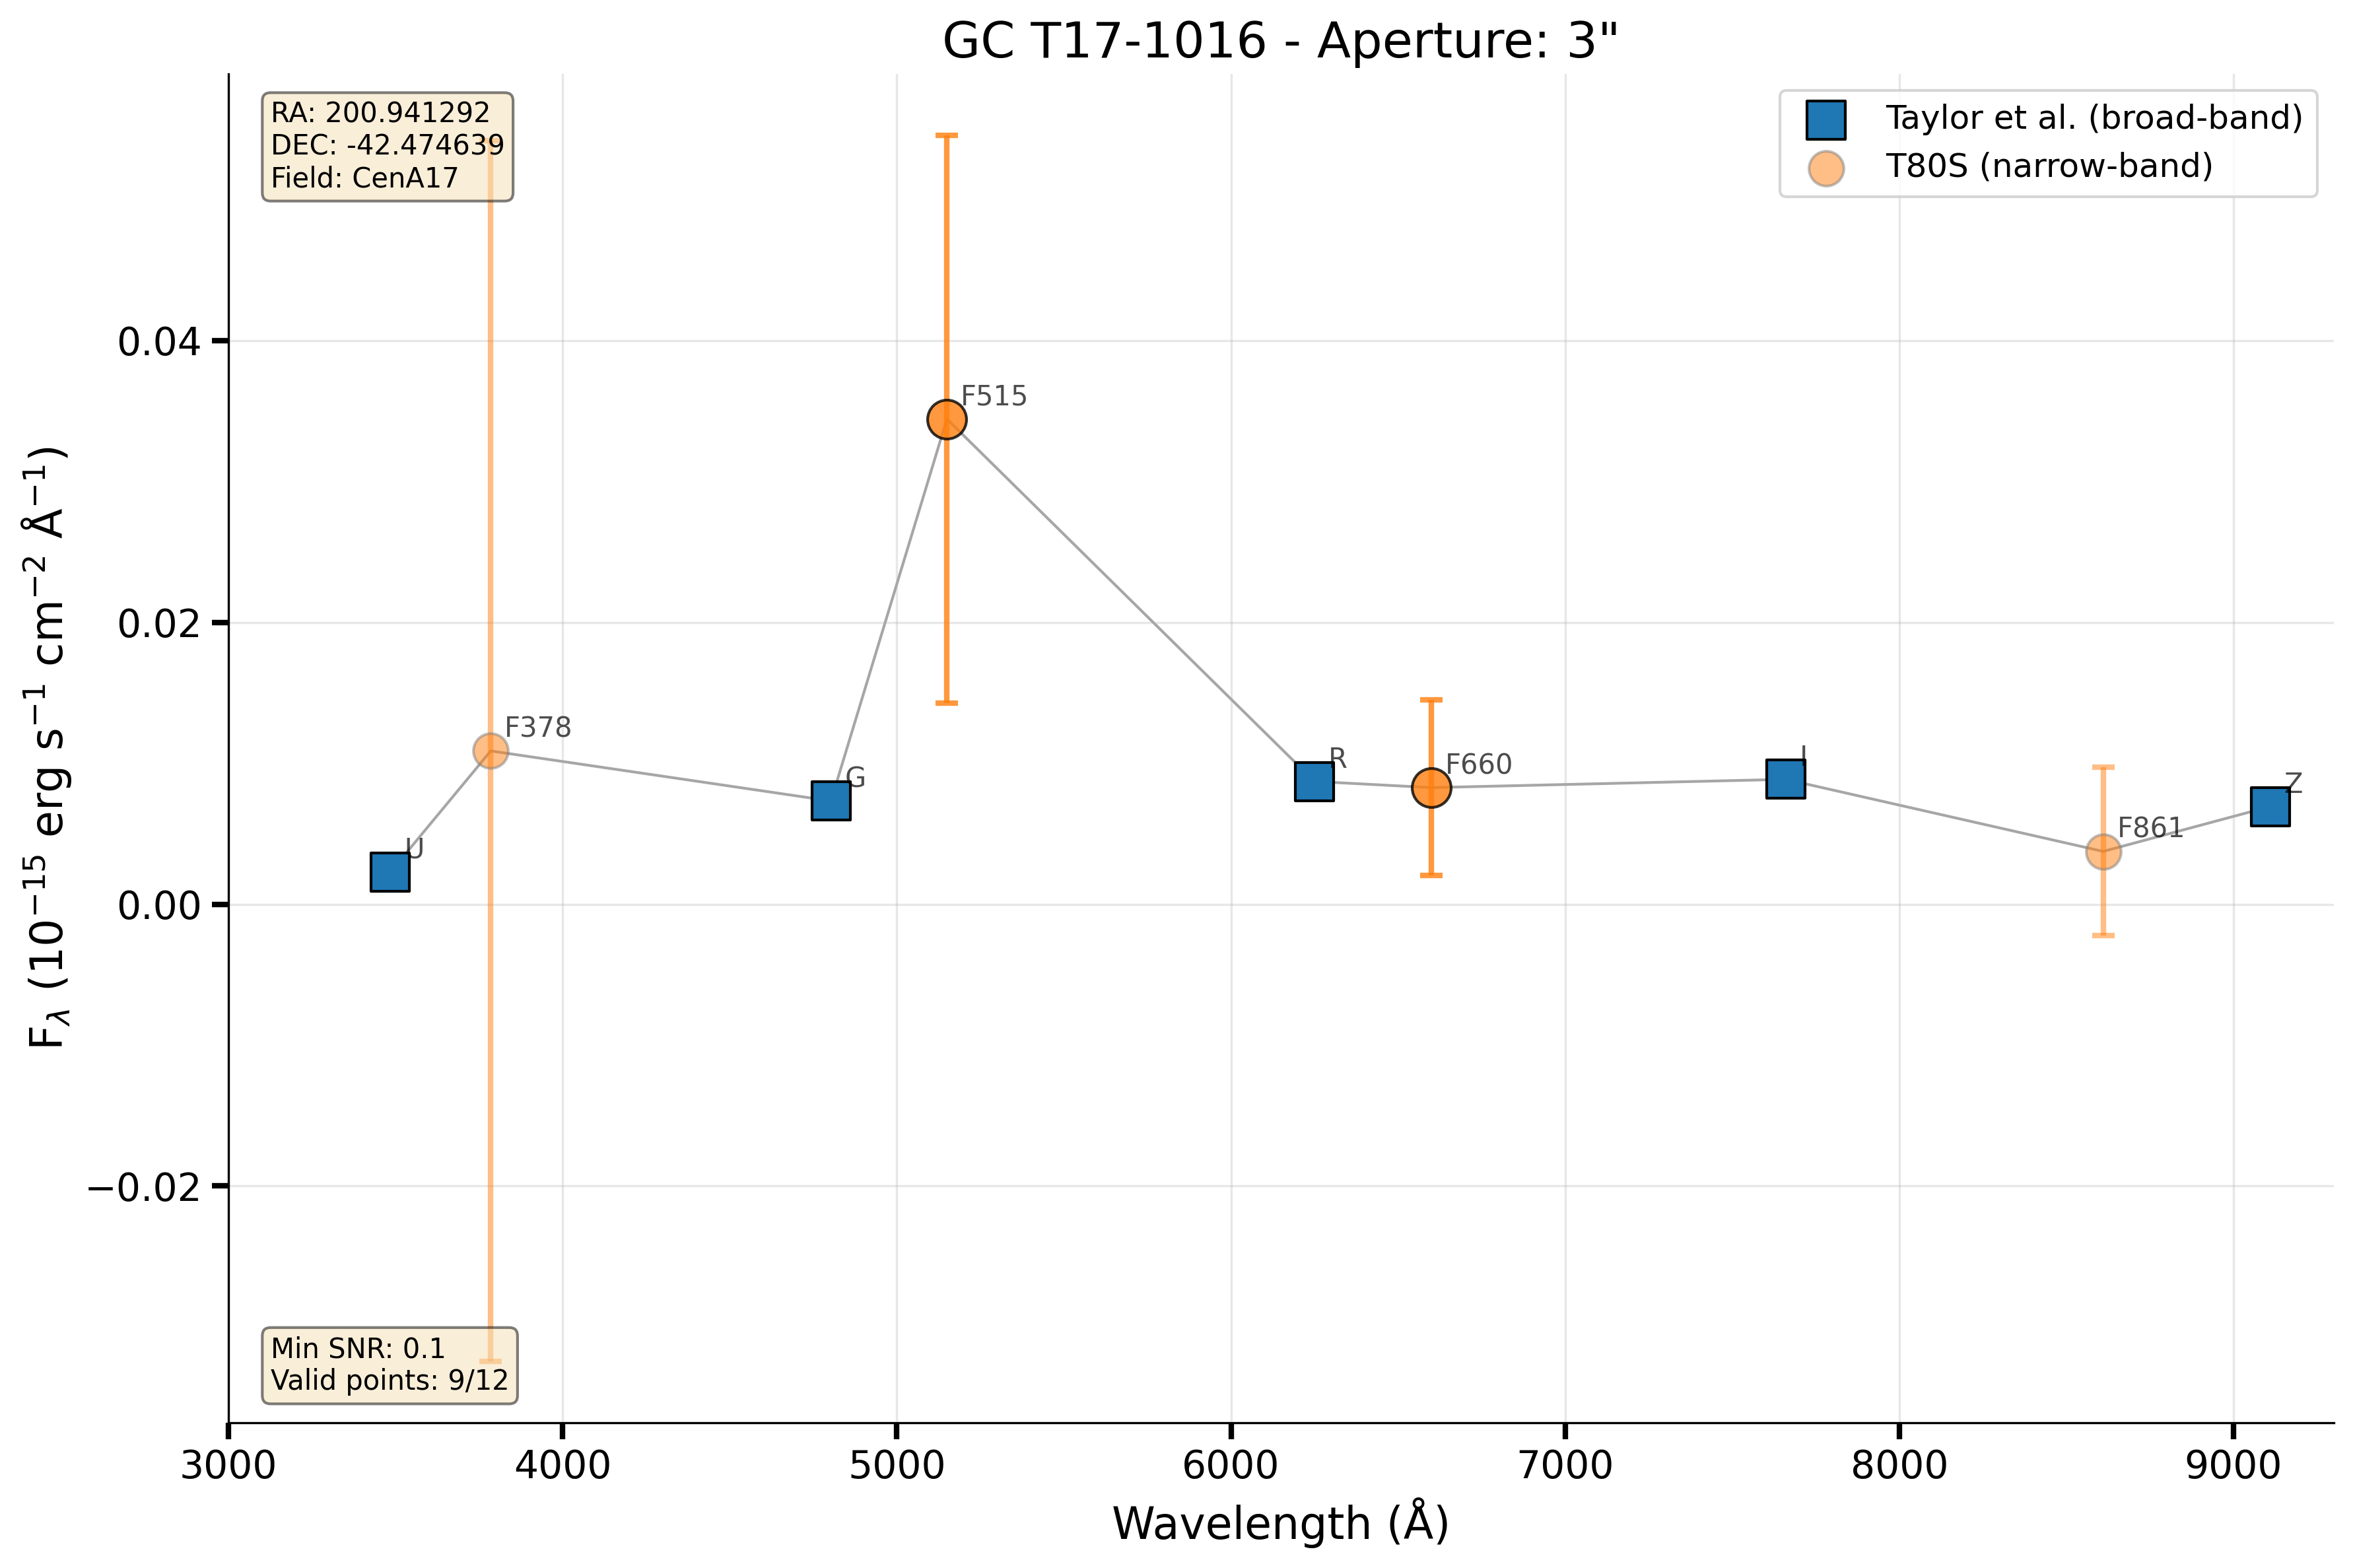 GC T17-1016 - Aperture: 3"
RA: 200.941292
DEC: -42.474639
Field: CenA17
Taylor et al. (broad-band)
T80S (narrow-band)
0.04
0.02
0.00
−0.02
F_λ (10⁻¹⁵ erg s⁻¹ cm⁻² Å⁻¹)
U
F378
G
F515
R
F660
I
F861
Z
Min SNR: 0.1
Valid points: 9/12
3000 4000 5000 6000 7000 8000 9000
Wavelength (Å)